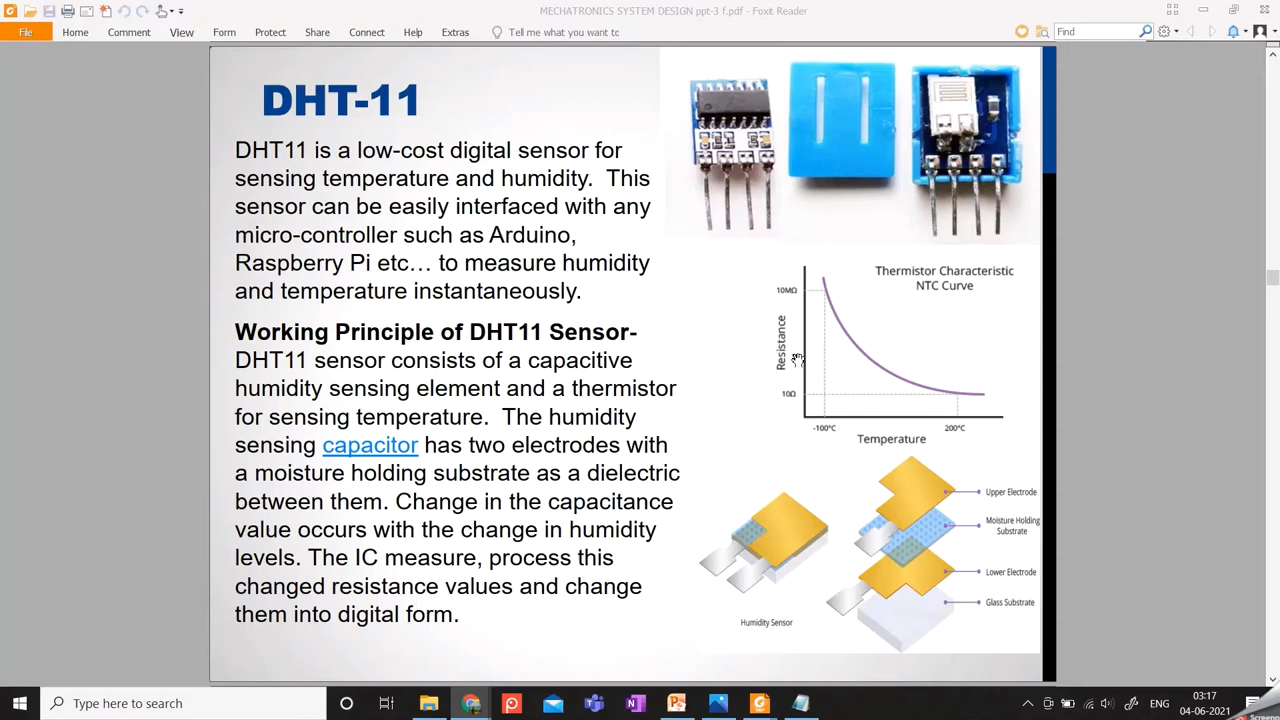 MECHATRONICS SYSTEM DESIGN ppt-3 f.pdf - Foxit Reader
File Home Comment View Form Protect Share Connect Help Extras Tell me what you want to Find
DHT-11
DHT11 is a low-cost digital sensor for
sensing temperature and humidity. This
sensor can be easily interfaced with any
micro-controller such as Arduino,
Raspberry Pi etc... to measure humidity
and temperature instantaneously.
Working Principle of DHT11 Sensor-
DHT11 sensor consists of a capacitive
humidity sensing element and a thermistor
for sensing temperature. The humidity
sensing capacitor has two electrodes with
a moisture holding substrate as a dielectric
between them. Change in the capacitance
value occurs with the change in humidity
levels. The IC measure, process this
changed resistance values and change
them into digital form.
Thermistor Characteristic
NTC Curve
10MΩ
Resistance
10Ω
-100°C 200°C
Temperature
Upper Electrode
Moisture Holding
Substrate
Lower Electrode
Glass Substrate
Humidity Sensor
Type here to search
ENG
03:17
04-06-2021